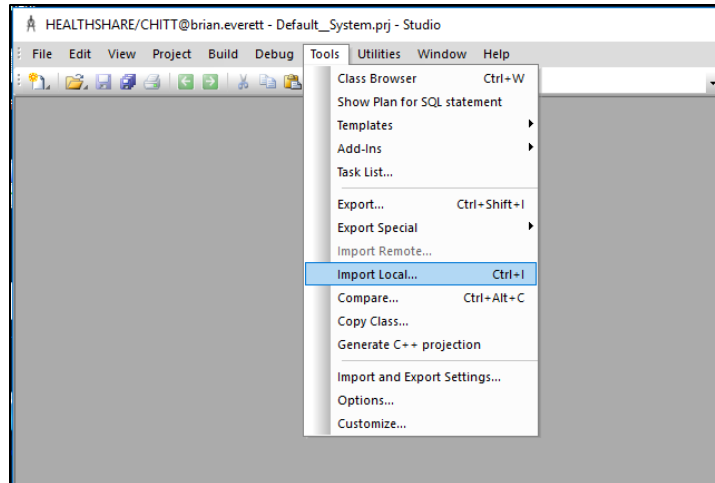 HEALTHSHARE/CHITT@brian.everett - Default__System.prj - Studio
File Edit View Project Build Debug Tools Utilities Window Help
Class Browser Ctrl+W
Show Plan for SQL statement
Templates
Add-Ins
Task List...
Export... Ctrl+Shift+I
Export Special
Import Remote...
Import Local... Ctrl+I
Compare... Ctrl+Alt+C
Copy Class...
Generate C++ projection
Import and Export Settings...
Options...
Customize...